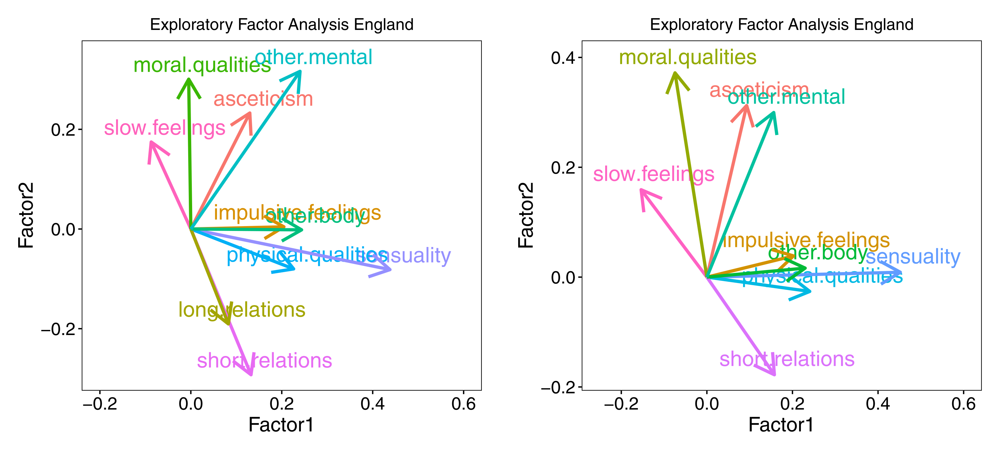 Exploratory Factor Analysis England
moral.qualities
other.mental
asceticism
slow.feelings
impulsive.feelings
other.body
physical.qualities
sensuality
long.relations
short.relations
0.2
0.0
−0.2
Factor2
−0.2 0.0 0.2 0.4 0.6
Factor1
Exploratory Factor Analysis England
moral.qualities
asceticism
other.mental
slow.feelings
impulsive.feelings
other.body
sensuality
physical.qualities
short.relations
0.4
0.2
0.0
−0.2
Factor2
−0.2 0.0 0.2 0.4 0.6
Factor1